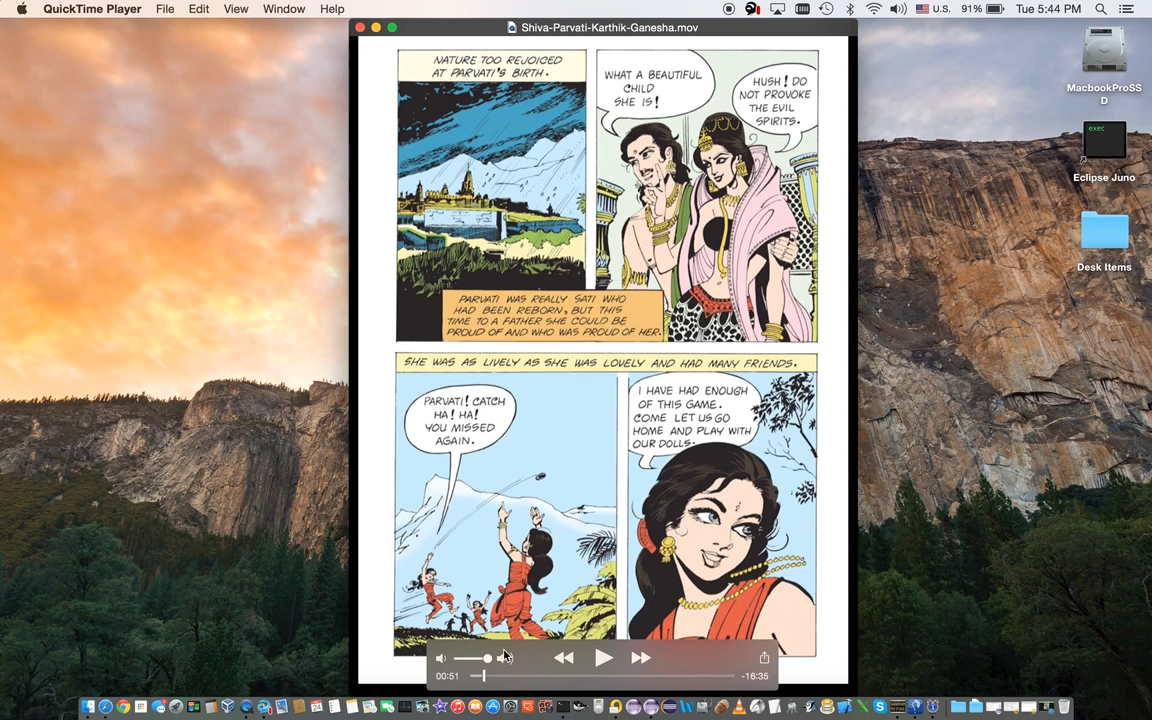 QuickTime Player File Edit View Window Help
U.S. 91% Tue 5:44 PM
Shiva-Parvati-Karthik-Ganesha.mov
NATURE TOO REJOICED
AT PARVATI'S BIRTH.
WHAT A BEAUTIFUL
CHILD
SHE IS!
HUSH! DO
NOT PROVOKE
THE EVIL
SPIRITS.
PARVATI WAS REALLY SATI WHO
HAD BEEN REBORN, BUT THIS
TIME TO A FATHER SHE COULD BE
PROUD OF AND WHO WAS PROUD OF HER.
SHE WAS AS LIVELY AS SHE WAS LOVELY AND HAD MANY FRIENDS.
PARVATI! CATCH
HA! HA!
YOU MISSED
AGAIN.
I HAVE HAD ENOUGH
OF THIS GAME.
COME LET US GO
HOME AND PLAY WITH
OUR DOLLS.
00:51
-16:35
MacbookProSS
D
exec
Eclipse Juno
Desk Items